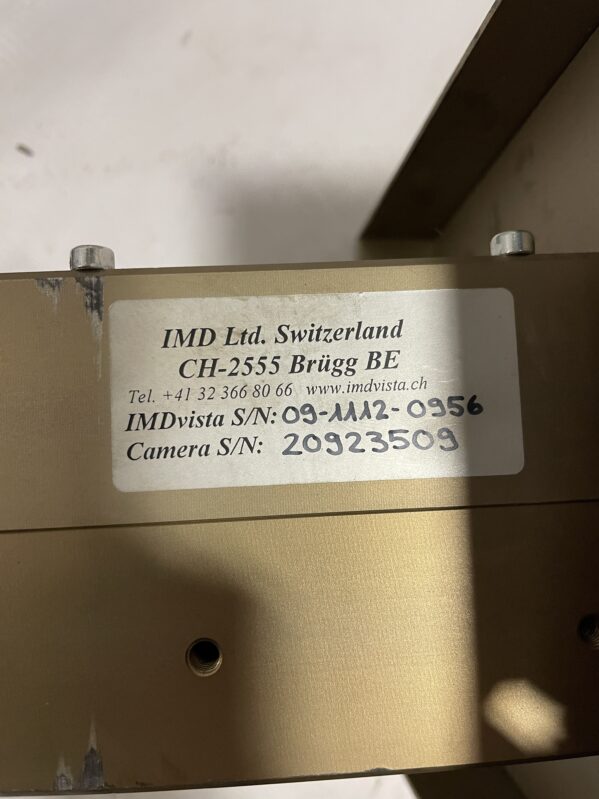 IMD Ltd. Switzerland
CH-2555 Brügg BE
Tel. +41 32 366 80 66 www.imdvista.ch
IMDvista S/N: 09-1112-0956
Camera S/N: 20923509